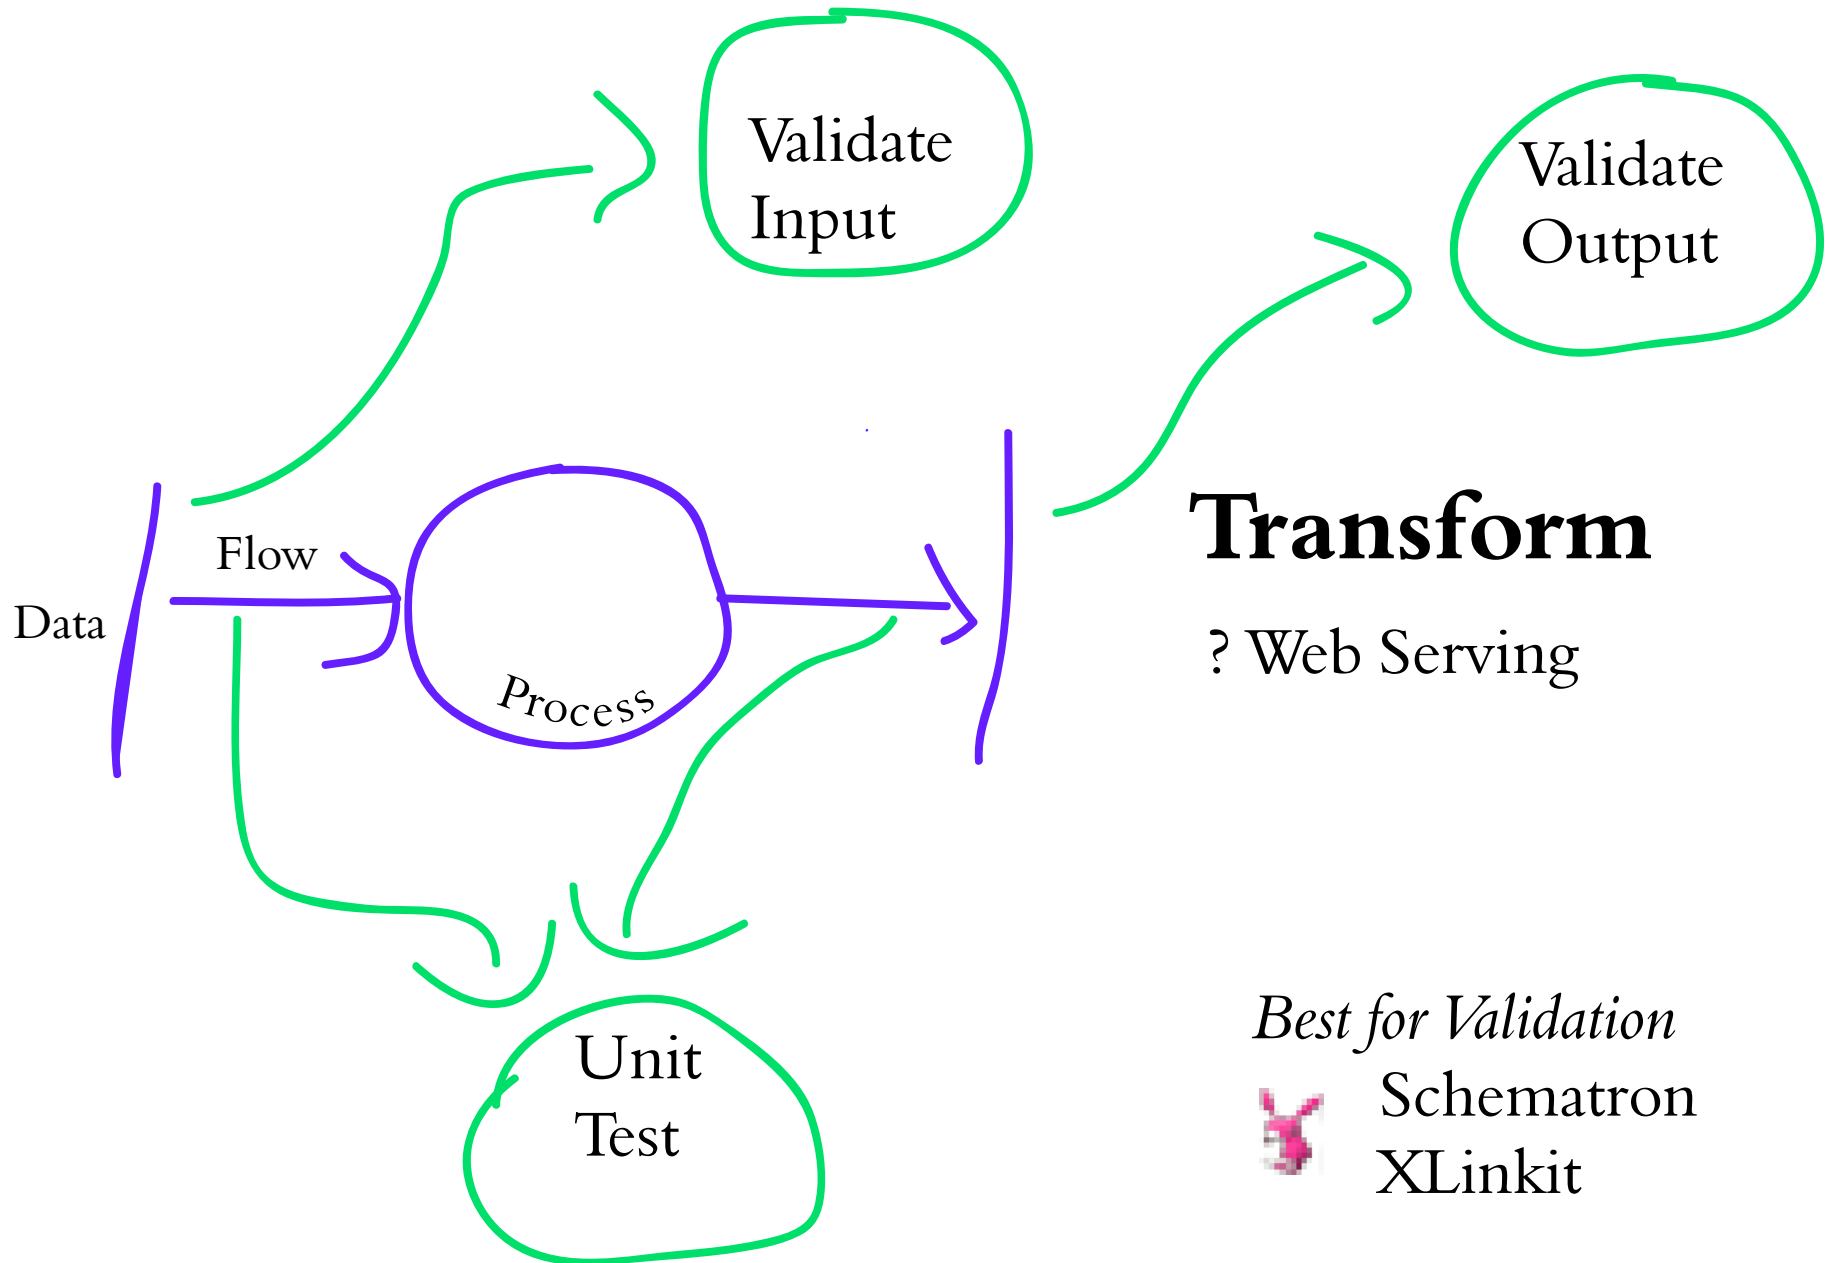 Validate
Input
Validate
Output
Flow
Data
Process
Transform
? Web Serving
Unit
Test
Best for Validation
Schematron
XLinkit